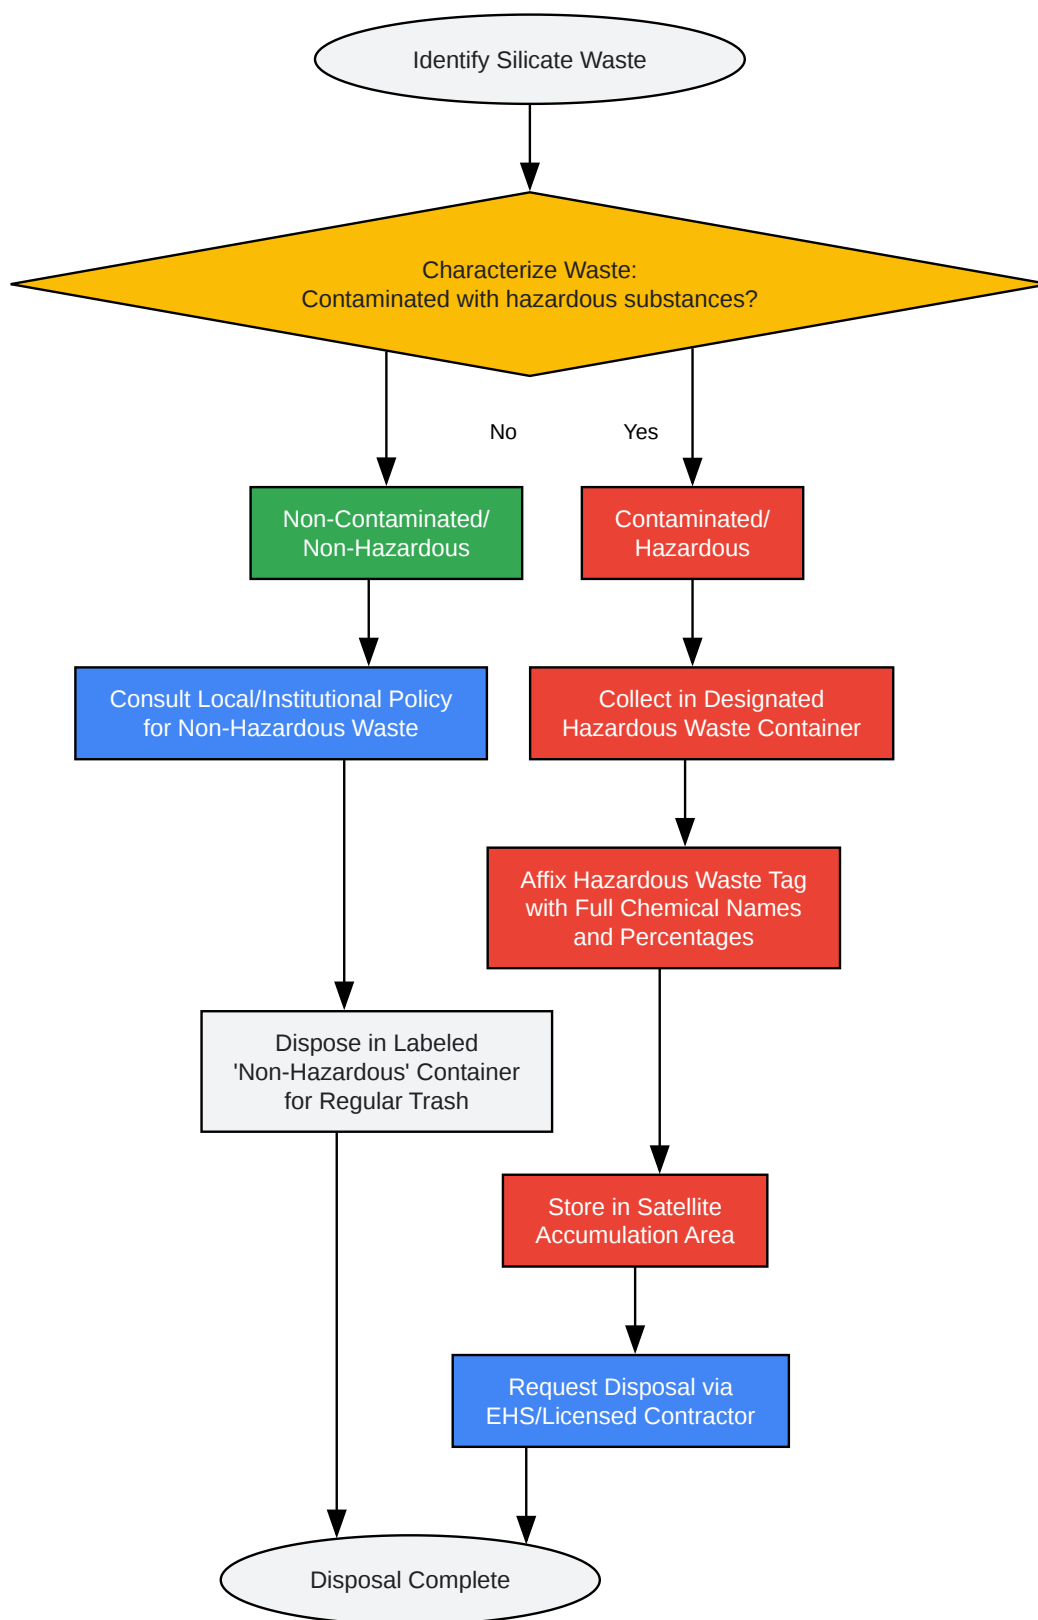 Identify Silicate Waste
Characterize Waste:
Contaminated with hazardous substances?
No
Yes
Non-Contaminated/
Non-Hazardous
Contaminated/
Hazardous
Consult Local/Institutional Policy
for Non-Hazardous Waste
Collect in Designated
Hazardous Waste Container
Affix Hazardous Waste Tag
with Full Chemical Names
and Percentages
Dispose in Labeled
'Non-Hazardous' Container
for Regular Trash
Store in Satellite
Accumulation Area
Request Disposal via
EHS/Licensed Contractor
Disposal Complete